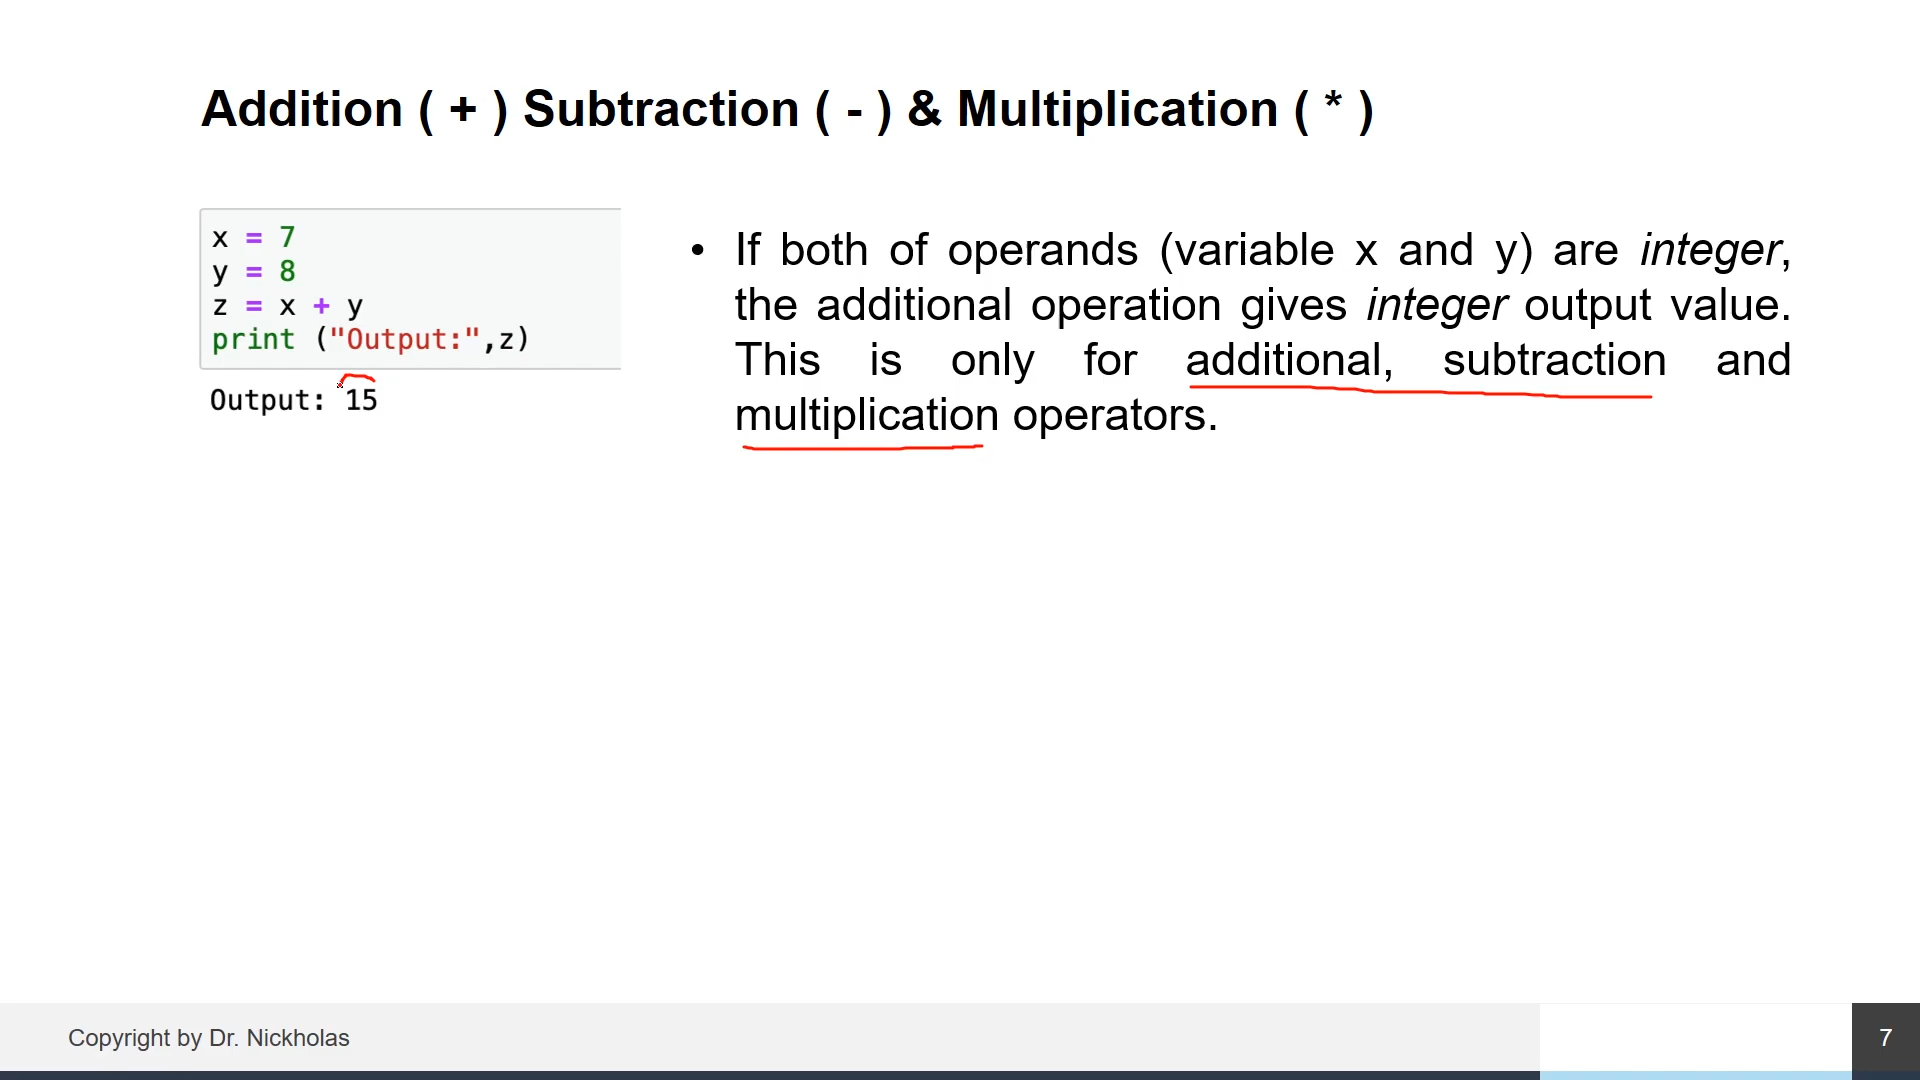 Addition ( + ) Subtraction ( - ) & Multiplication ( * )
x = 7
y = 8
z = x + y
print ("Output:",z)
Output: 15
• If both of operands (variable x and y) are integer,
the additional operation gives integer output value.
This is only for additional, subtraction and
multiplication operators.
Copyright by Dr. Nickholas
7